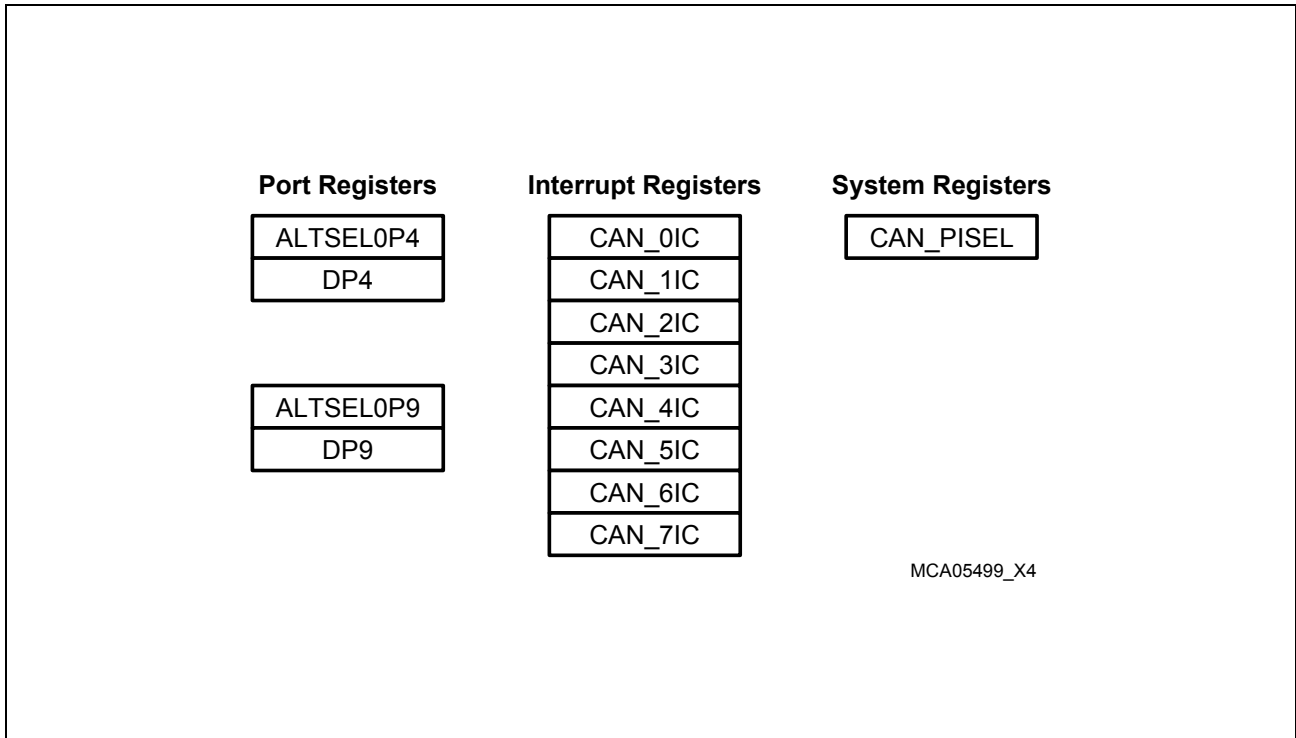 Port Registers
ALTSEL0P4
DP4
ALTSEL0P9
DP9
Interrupt Registers
CAN_0IC
CAN_1IC
CAN_2IC
CAN_3IC
CAN_4IC
CAN_5IC
CAN_6IC
CAN_7IC
System Registers
CAN_PISEL
MCA05499_X4